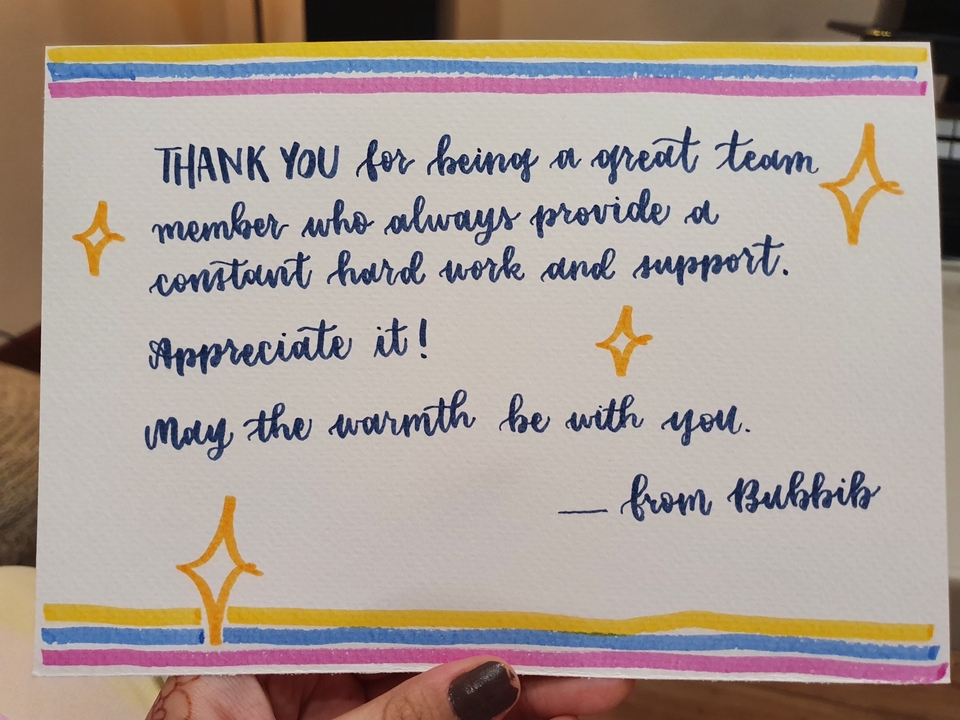 THANK YOU for being a great team
member who always provide a
constant hard work and support.
Appreciate it!
May the warmth be with you.
— from Bubbib